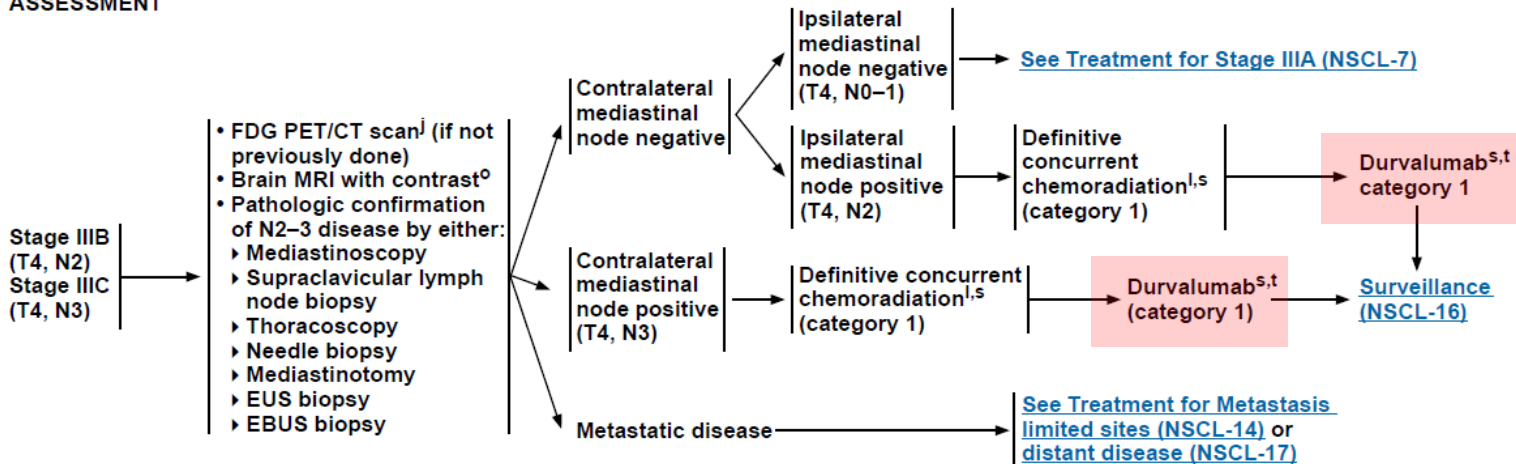 ASSESSMENT
Stage IIIB
(T4, N2)
Stage IIIC
(T4, N3)
• FDG PET/CT scanʲ (if not
previously done)
• Brain MRI with contrastᵒ
• Pathologic confirmation
of N2–3 disease by either:
▸ Mediastinoscopy
▸ Supraclavicular lymph
node biopsy
▸ Thoracoscopy
▸ Needle biopsy
▸ Mediastinotomy
▸ EUS biopsy
▸ EBUS biopsy
Contralateral
mediastinal
node negative
Ipsilateral
mediastinal
node negative
(T4, N0–1)
See Treatment for Stage IIIA (NSCL-7)
Ipsilateral
mediastinal
node positive
(T4, N2)
Definitive
concurrent
chemoradiationˡ,ˢ
(category 1)
Durvalumabˢ,ᵗ
category 1
Contralateral
mediastinal
node positive
(T4, N3)
Definitive concurrent
chemoradiationˡ,ˢ
(category 1)
Durvalumabˢ,ᵗ
(category 1)
Surveillance
(NSCL-16)
Metastatic disease
See Treatment for Metastasis
limited sites (NSCL-14) or
distant disease (NSCL-17)